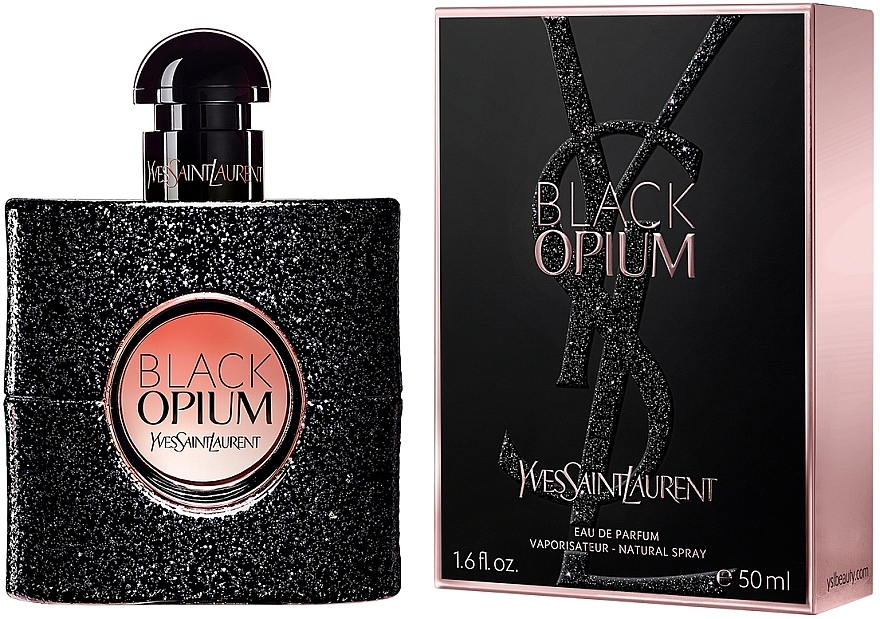 YVESSAINTLAURENT
BLACK
OPIUM
YVESSAINTLAURENT
BLACK
OPIUM
YVESSAINTLAURENT
EAU DE PARFUM
VAPORISATEUR - NATURAL SPRAY
1.6 fl. oz. e 50 ml
yslbeauty.com